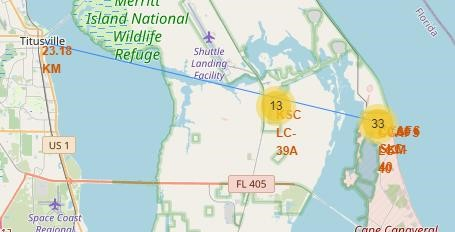 Merritt
Island National
Wildlife
Refuge
Titusville
23.18
KM
Shuttle
Landing
Facility
Florida
13
KSC
LC-
39A
33
40
US 1
FL 405
Space Coast
Regional
Cape Canaveral